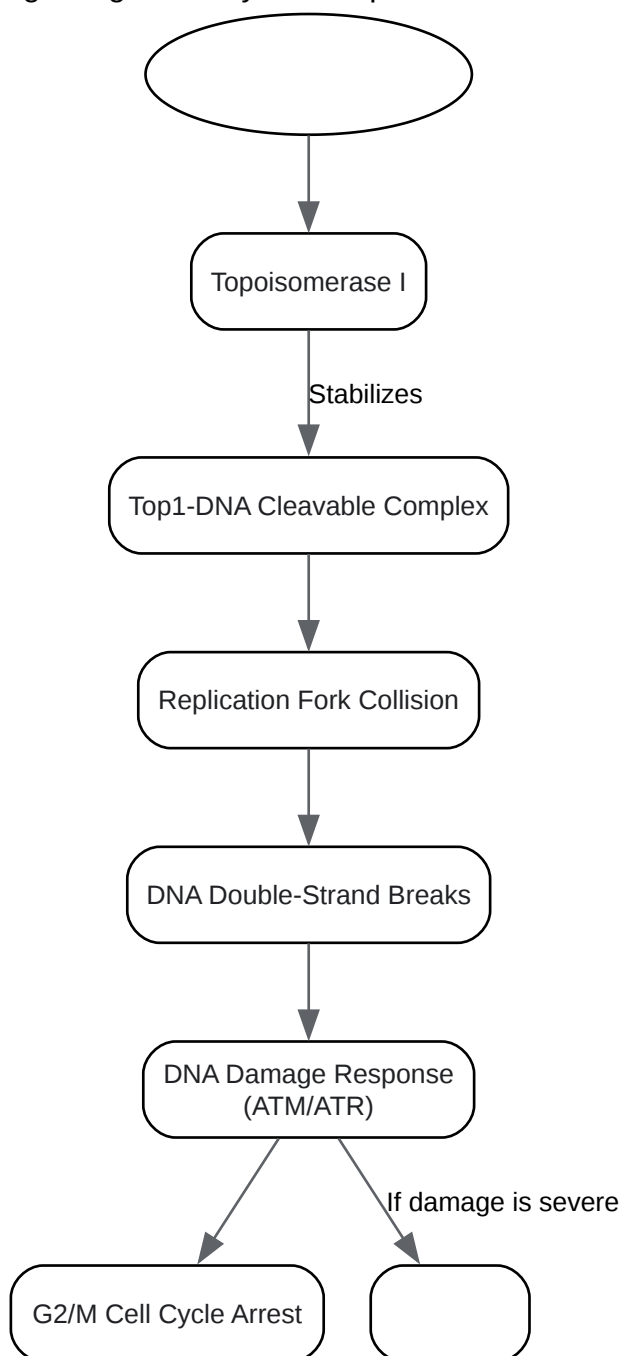 Topoisomerase I
Stabilizes
Top1-DNA Cleavable Complex
Replication Fork Collision
DNA Double-Strand Breaks
DNA Damage Response
(ATM/ATR)
If damage is severe
G2/M Cell Cycle Arrest